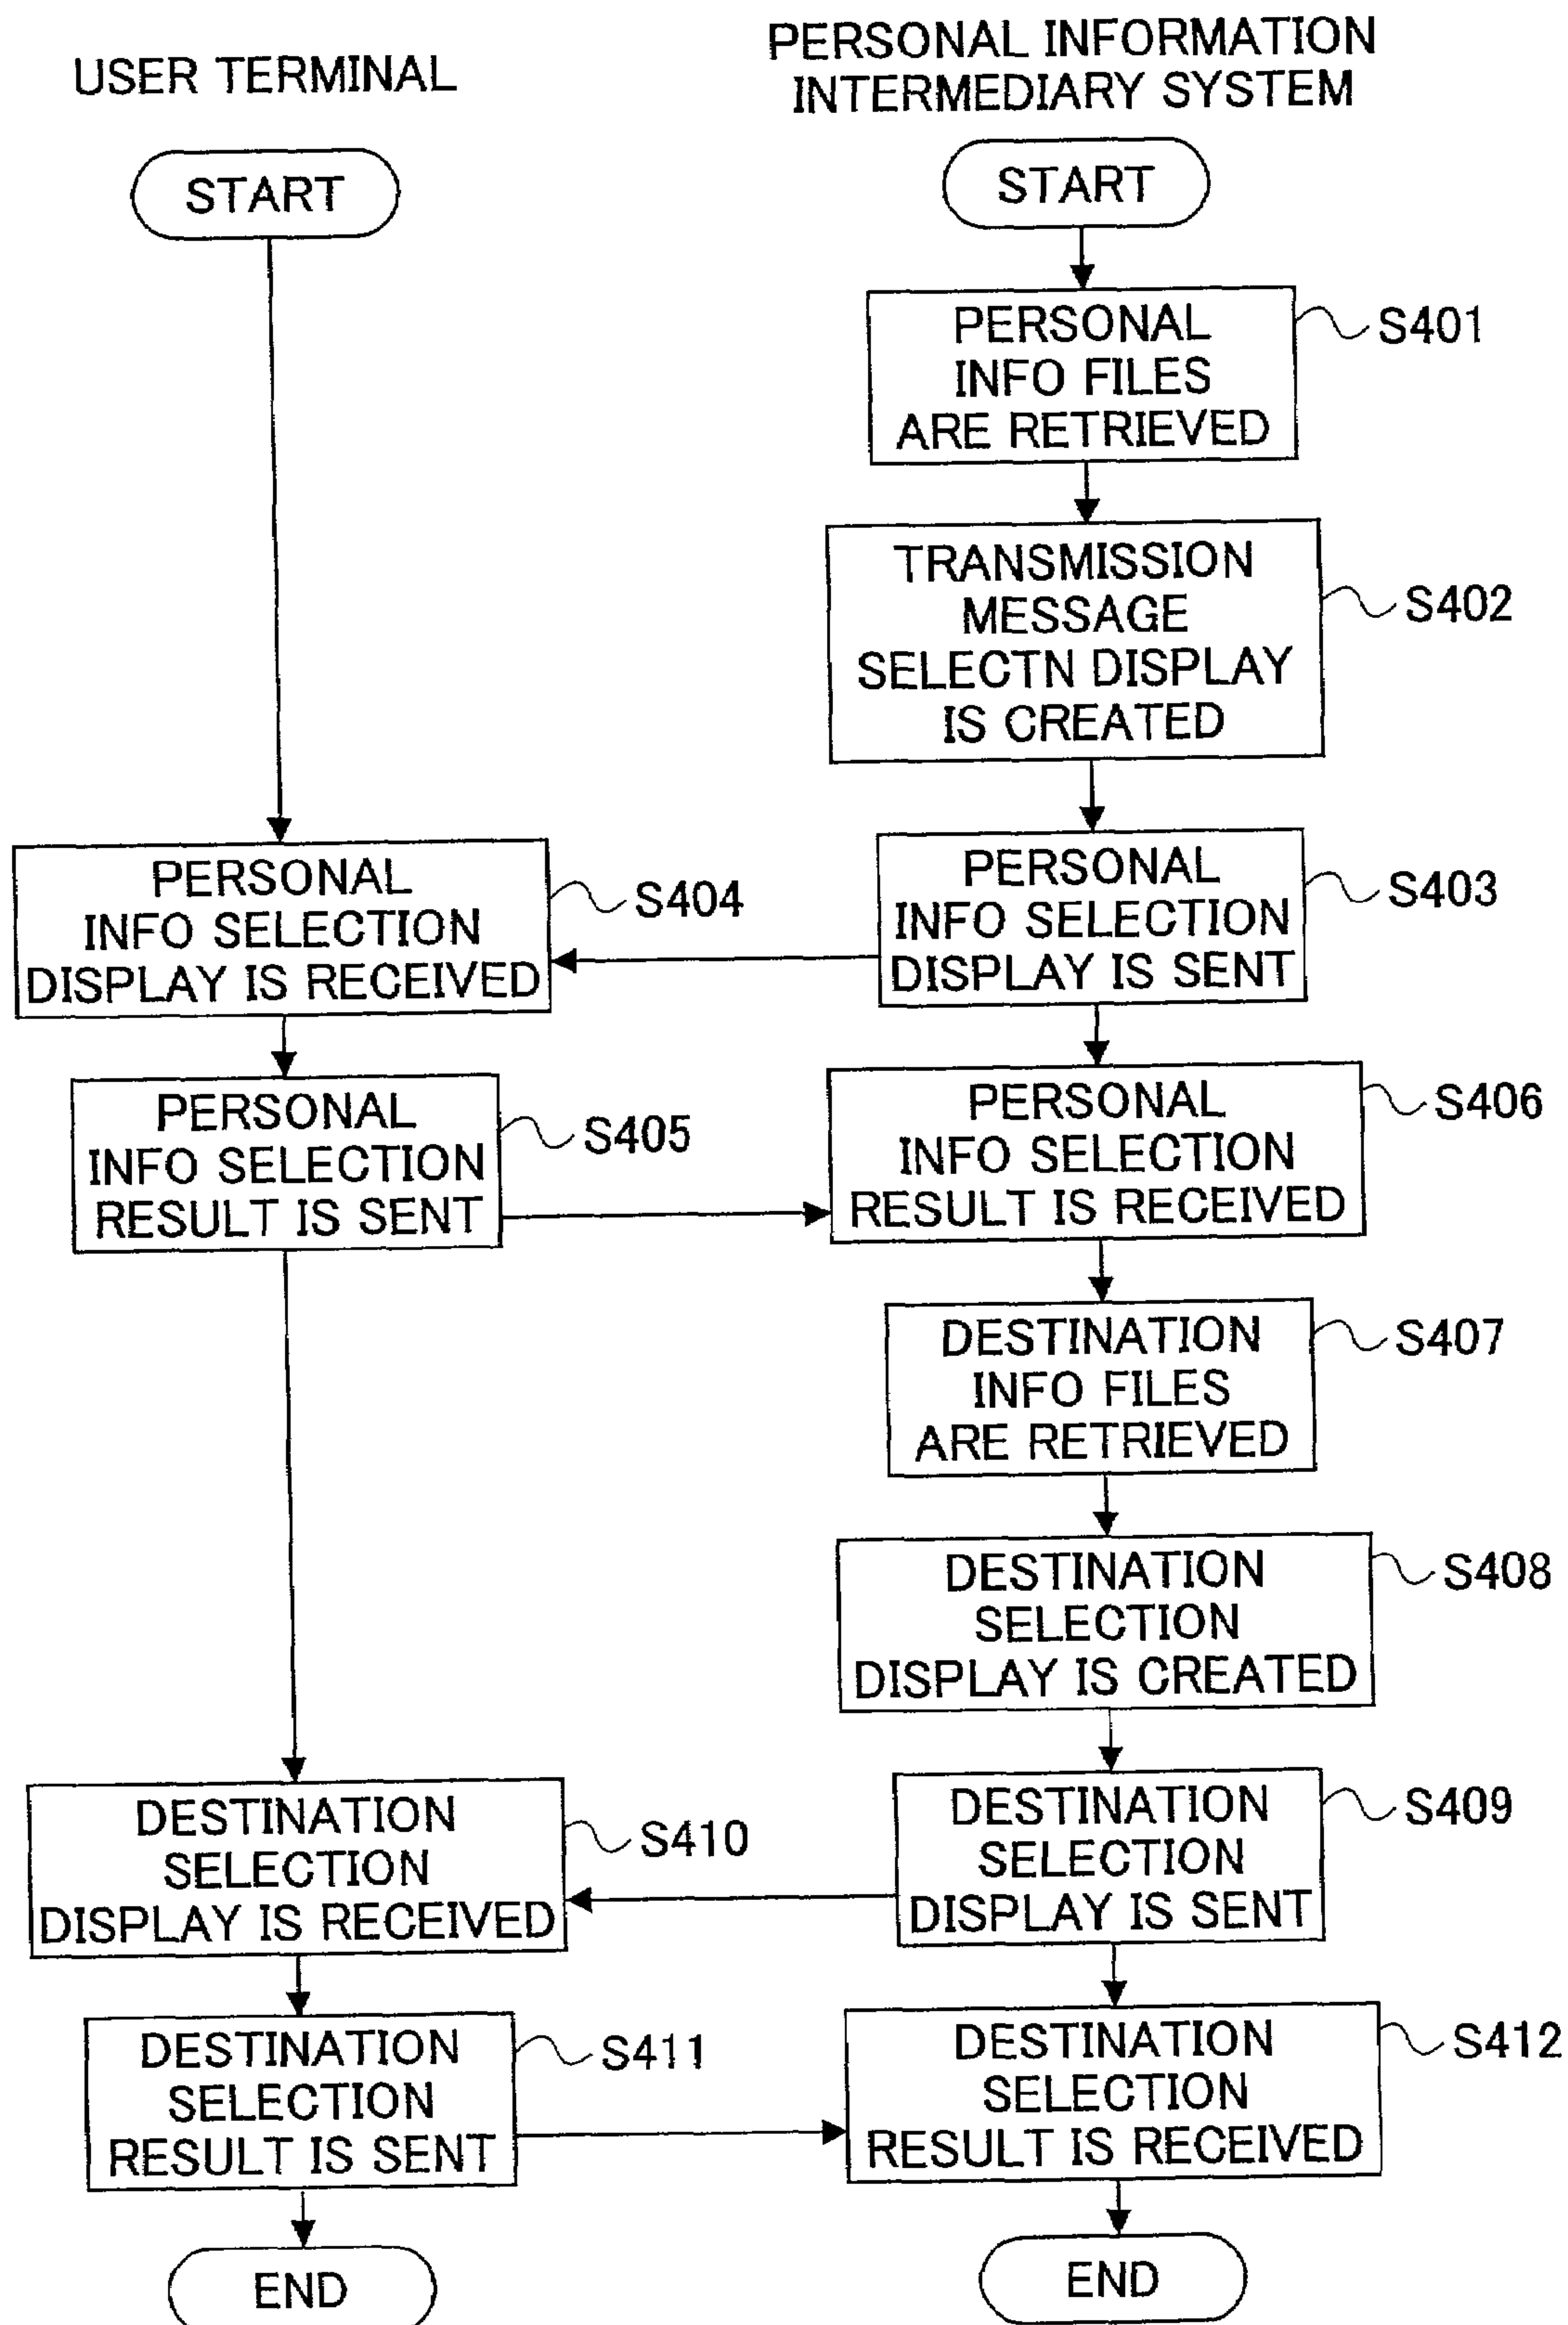 USER TERMINAL
PERSONAL INFORMATION
INTERMEDIARY SYSTEM
START
START
PERSONAL
INFO FILES
ARE RETRIEVED
S401
TRANSMISSION
MESSAGE
SELECTN DISPLAY
IS CREATED
S402
PERSONAL
INFO SELECTION
DISPLAY IS SENT
S403
PERSONAL
INFO SELECTION
DISPLAY IS RECEIVED
S404
PERSONAL
INFO SELECTION
RESULT IS SENT
S405
PERSONAL
INFO SELECTION
RESULT IS RECEIVED
S406
DESTINATION
INFO FILES
ARE RETRIEVED
S407
DESTINATION
SELECTION
DISPLAY IS CREATED
S408
DESTINATION
SELECTION
DISPLAY IS SENT
S409
DESTINATION
SELECTION
DISPLAY IS RECEIVED
S410
DESTINATION
SELECTION
RESULT IS SENT
S411
DESTINATION
SELECTION
RESULT IS RECEIVED
S412
END
END